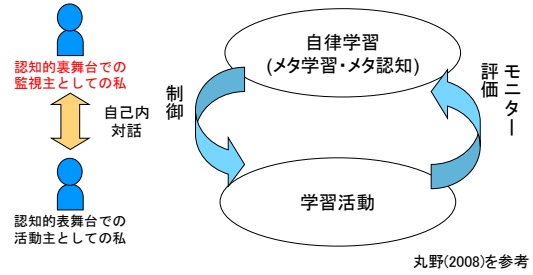 認知的裏舞台での
監視主としての私
自己内
対話
認知的表舞台での
活動主としての私
自律学習
(メタ学習・メタ認知)
制御
モニター
評価
学習活動
丸野(2008)を参考